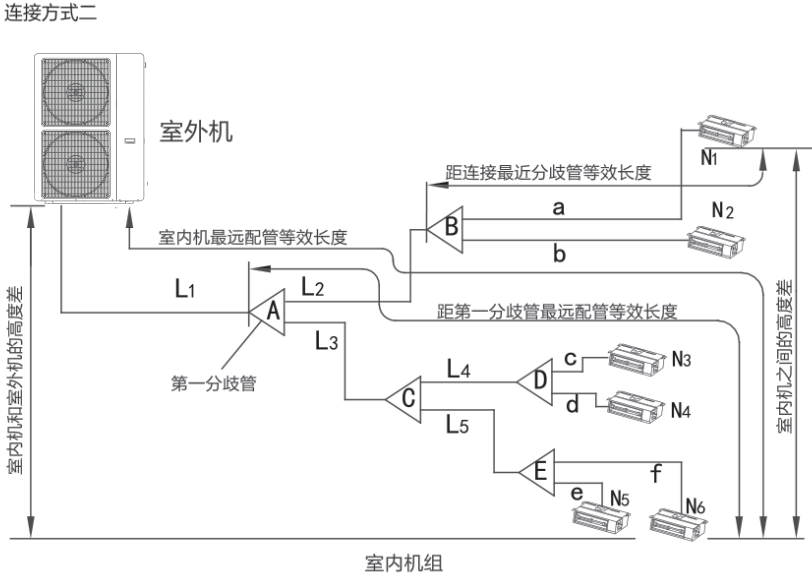 连接方式二
室外机
N1
距连接最近分歧管等效长度
a
N2
B
b
室内机最远配管等效长度
L1
L2
A
距第一分歧管最远配管等效长度
L3
第一分歧管
L4
c
N3
D
d
N4
C
L5
E
f
e
N5
N6
室内机和室外机的高度差
室内机之间的高度差
室内机组